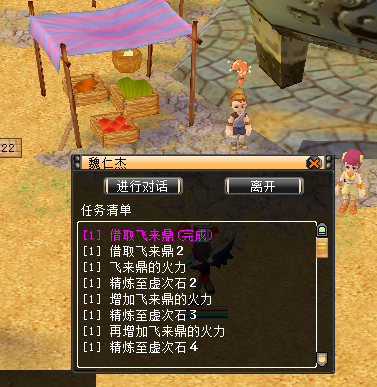 22
魏仁杰
进行对话 离开
任务清单
[1] 借取飞来鼎(完成)
[1] 借取飞来鼎2
[1] 飞来鼎的火力
[1] 精炼至虚次石2
[1] 增加飞来鼎的火力
[1] 精炼至虚次石3
[1] 再增加飞来鼎的火力
[1] 精炼至虚次石4